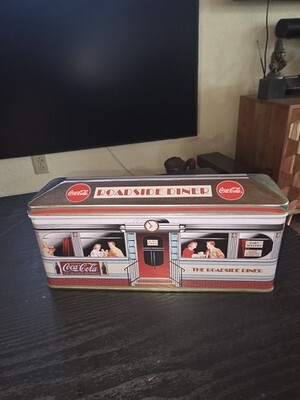 Coca-Cola ROADSIDE DINER Coca-Cola
Coca-Cola
THE ROADSIDE DINER